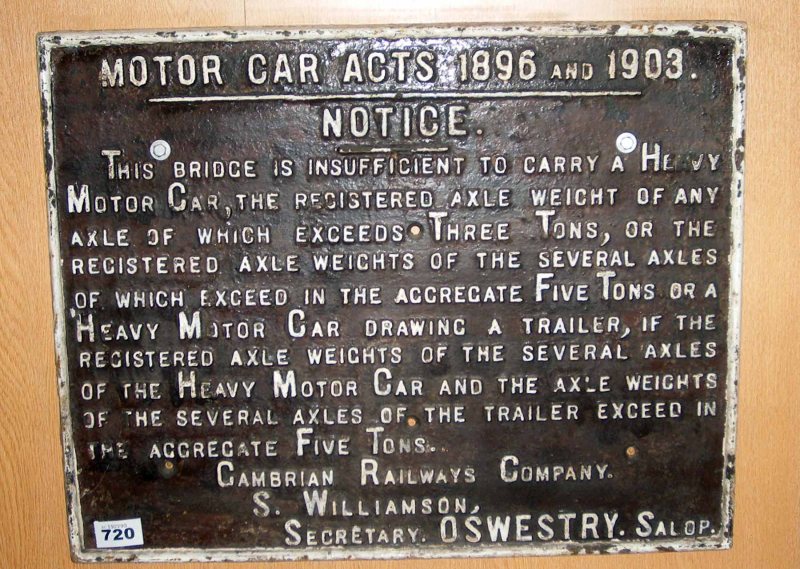 MOTOR CAR ACTS 1896 AND 1903.
NOTICE.
THIS BRIDGE IS INSUFFICIENT TO CARRY A HEAVY
MOTOR CAR, THE REGISTERED AXLE WEIGHT OF ANY
AXLE OF WHICH EXCEEDS THREE TONS, OR THE
REGISTERED AXLE WEIGHTS OF THE SEVERAL AXLES
OF WHICH EXCEED IN THE AGGREGATE FIVE TONS OR A
HEAVY MOTOR CAR DRAWING A TRAILER, IF THE
REGISTERED AXLE WEIGHTS OF THE SEVERAL AXLES
OF THE HEAVY MOTOR CAR AND THE AXLE WEIGHTS
OF THE SEVERAL AXLES OF THE TRAILER EXCEED IN
THE AGGREGATE FIVE TONS.
CAMBRIAN RAILWAYS COMPANY.
S. WILLIAMSON,
SECRETARY. OSWESTRY. SALOP.
720